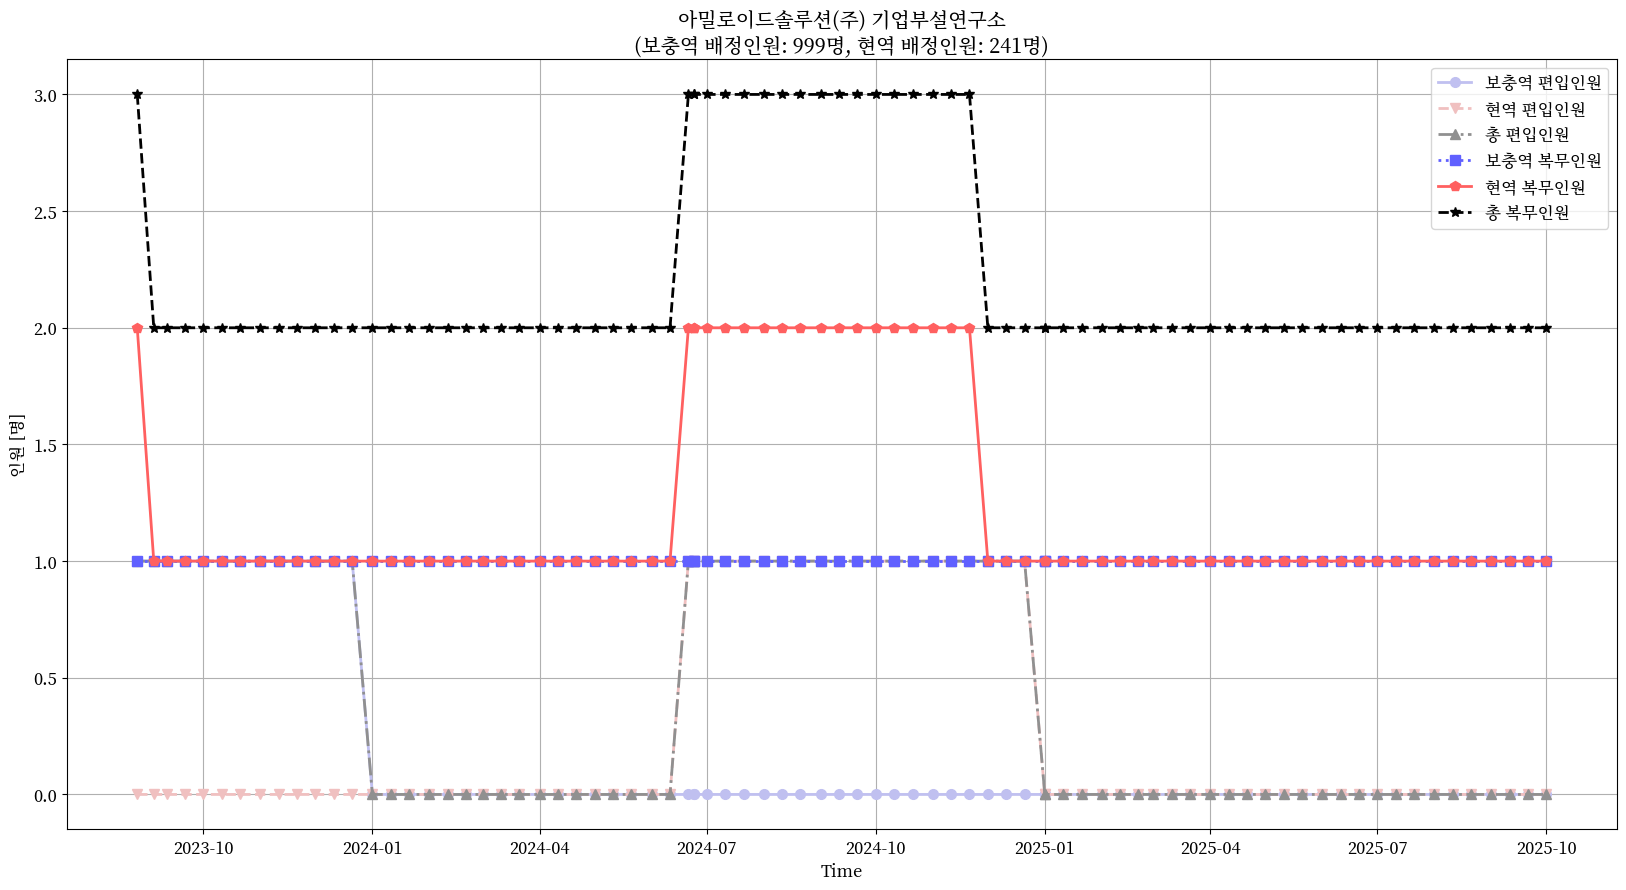 아밀로이드솔루션(주) 기업부설연구소
(보충역 배정인원: 999명, 현역 배정인원: 241명)
보충역 편입인원
현역 편입인원
총 편입인원
보충역 복무인원
현역 복무인원
총 복무인원
3.0
2.5
2.0
1.5
1.0
0.5
0.0
인원 [명]
2023-10
2024-01
2024-04
2024-07
2024-10
2025-01
2025-04
2025-07
2025-10
Time